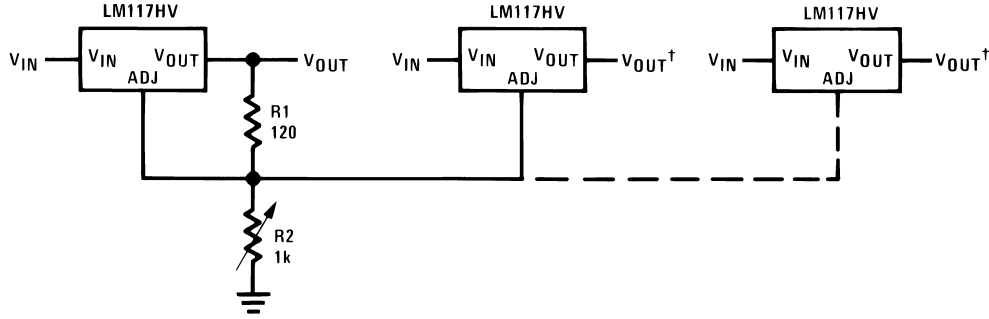 LM117HV
LM117HV
LM117HV
VIN
VIN
VOUT
ADJ
VOUT
VIN
VIN
VOUT
ADJ
VOUT†
VIN
VIN
VOUT
ADJ
VOUT†
R1
120
R2
1k